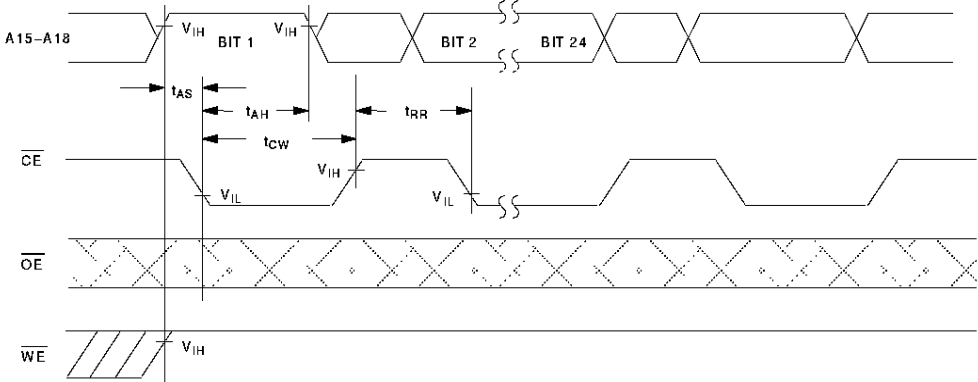 A15–A18
V_IH
BIT 1
V_IH
BIT 2
BIT 24
t_AS
t_AH
t_RR
t_CW
CE
V_IH
V_IL
V_IL
OE
WE
V_IH